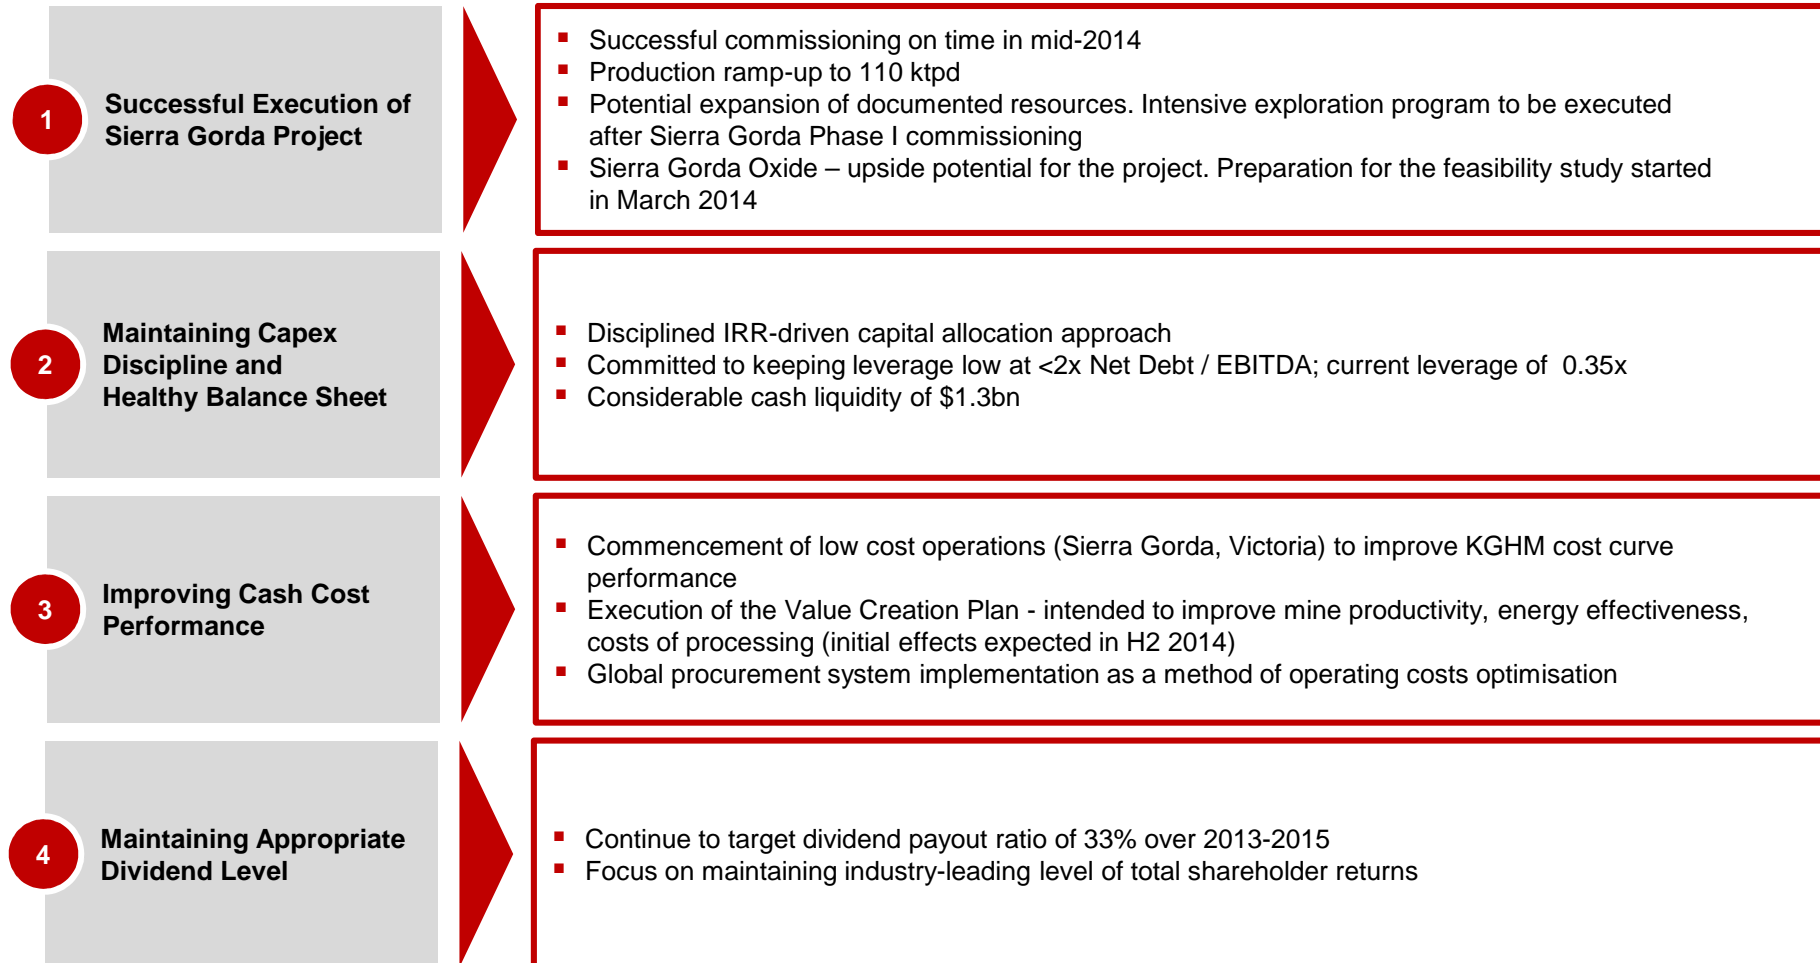 1
Successful Execution of
Sierra Gorda Project
▪ Successful commissioning on time in mid-2014
▪ Production ramp-up to 110 ktpd
▪ Potential expansion of documented resources. Intensive exploration program to be executed
after Sierra Gorda Phase I commissioning
▪ Sierra Gorda Oxide – upside potential for the project. Preparation for the feasibility study started
in March 2014
2
Maintaining Capex
Discipline and
Healthy Balance Sheet
▪ Disciplined IRR-driven capital allocation approach
▪ Committed to keeping leverage low at <2x Net Debt / EBITDA; current leverage of 0.35x
▪ Considerable cash liquidity of $1.3bn
3
Improving Cash Cost
Performance
▪ Commencement of low cost operations (Sierra Gorda, Victoria) to improve KGHM cost curve
performance
▪ Execution of the Value Creation Plan - intended to improve mine productivity, energy effectiveness,
costs of processing (initial effects expected in H2 2014)
▪ Global procurement system implementation as a method of operating costs optimisation
4
Maintaining Appropriate
Dividend Level
▪ Continue to target dividend payout ratio of 33% over 2013-2015
▪ Focus on maintaining industry-leading level of total shareholder returns